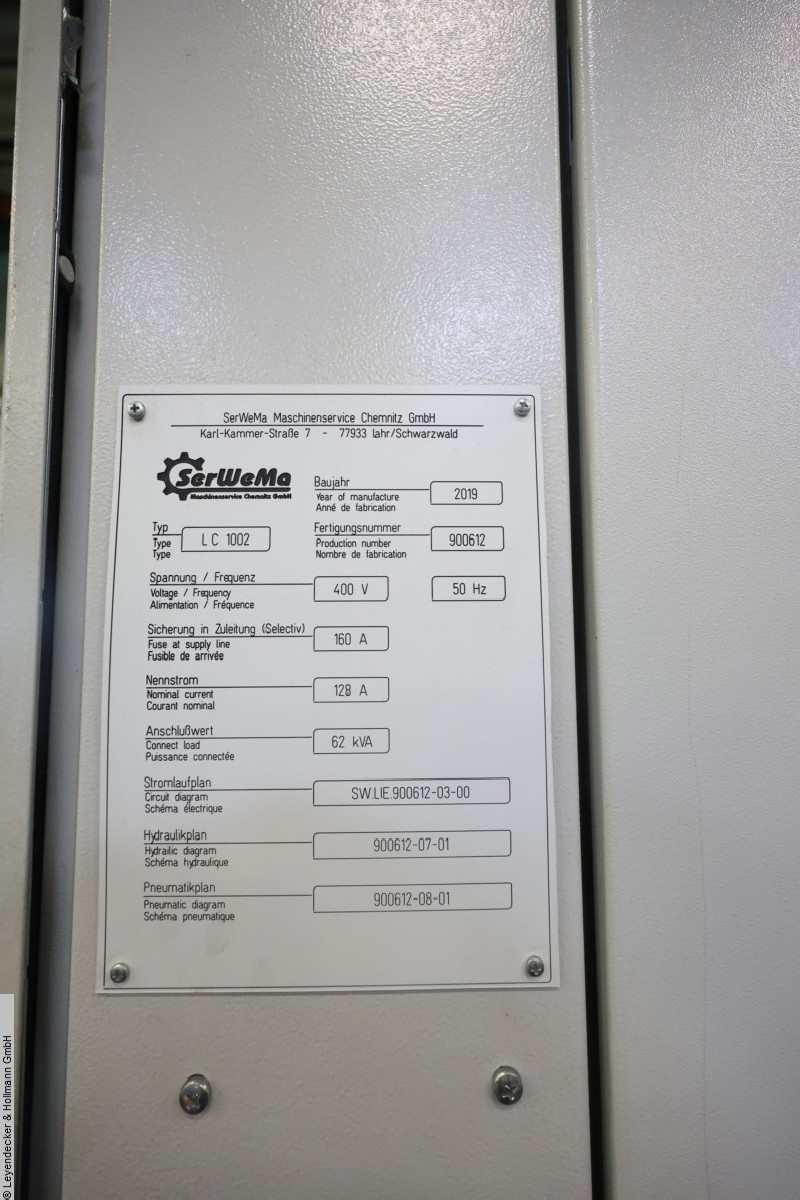 SerWeMa Maschinenservice Chemnitz GmbH
Karl-Kammer-Straße 7 - 77933 lahr/Schwarzwald
SerWeMa
Maschinenservice Chemnitz GmbH
Baujahr
Year of manufacture
Anné de fabrication
2019
Typ
Type
Type
LC 1002
Fertigungsnummer
Production number
Nombre de fabrication
900612
Spannung / Frequenz
Voltage / Frequency
Alimentation / Fréquence
400 V
50 Hz
Sicherung in Zuleitung (Selectiv)
Fuse at supply line
Fusible de arrivée
160 A
Nennstrom
Nominal current
Courant nominal
128 A
Anschlußwert
Connect load
Puissance connectée
62 kVA
Stromlaufplan
Circuit diagram
Schéma électrique
SW.LIE.900612-03-00
Hydraulikplan
Hydrailic diagram
Schéma hydraulique
900612-07-01
Pneumatikplan
Pneumatic diagram
Schéma pneumatique
900612-08-01
© Leyendecker & Hollmann GmbH